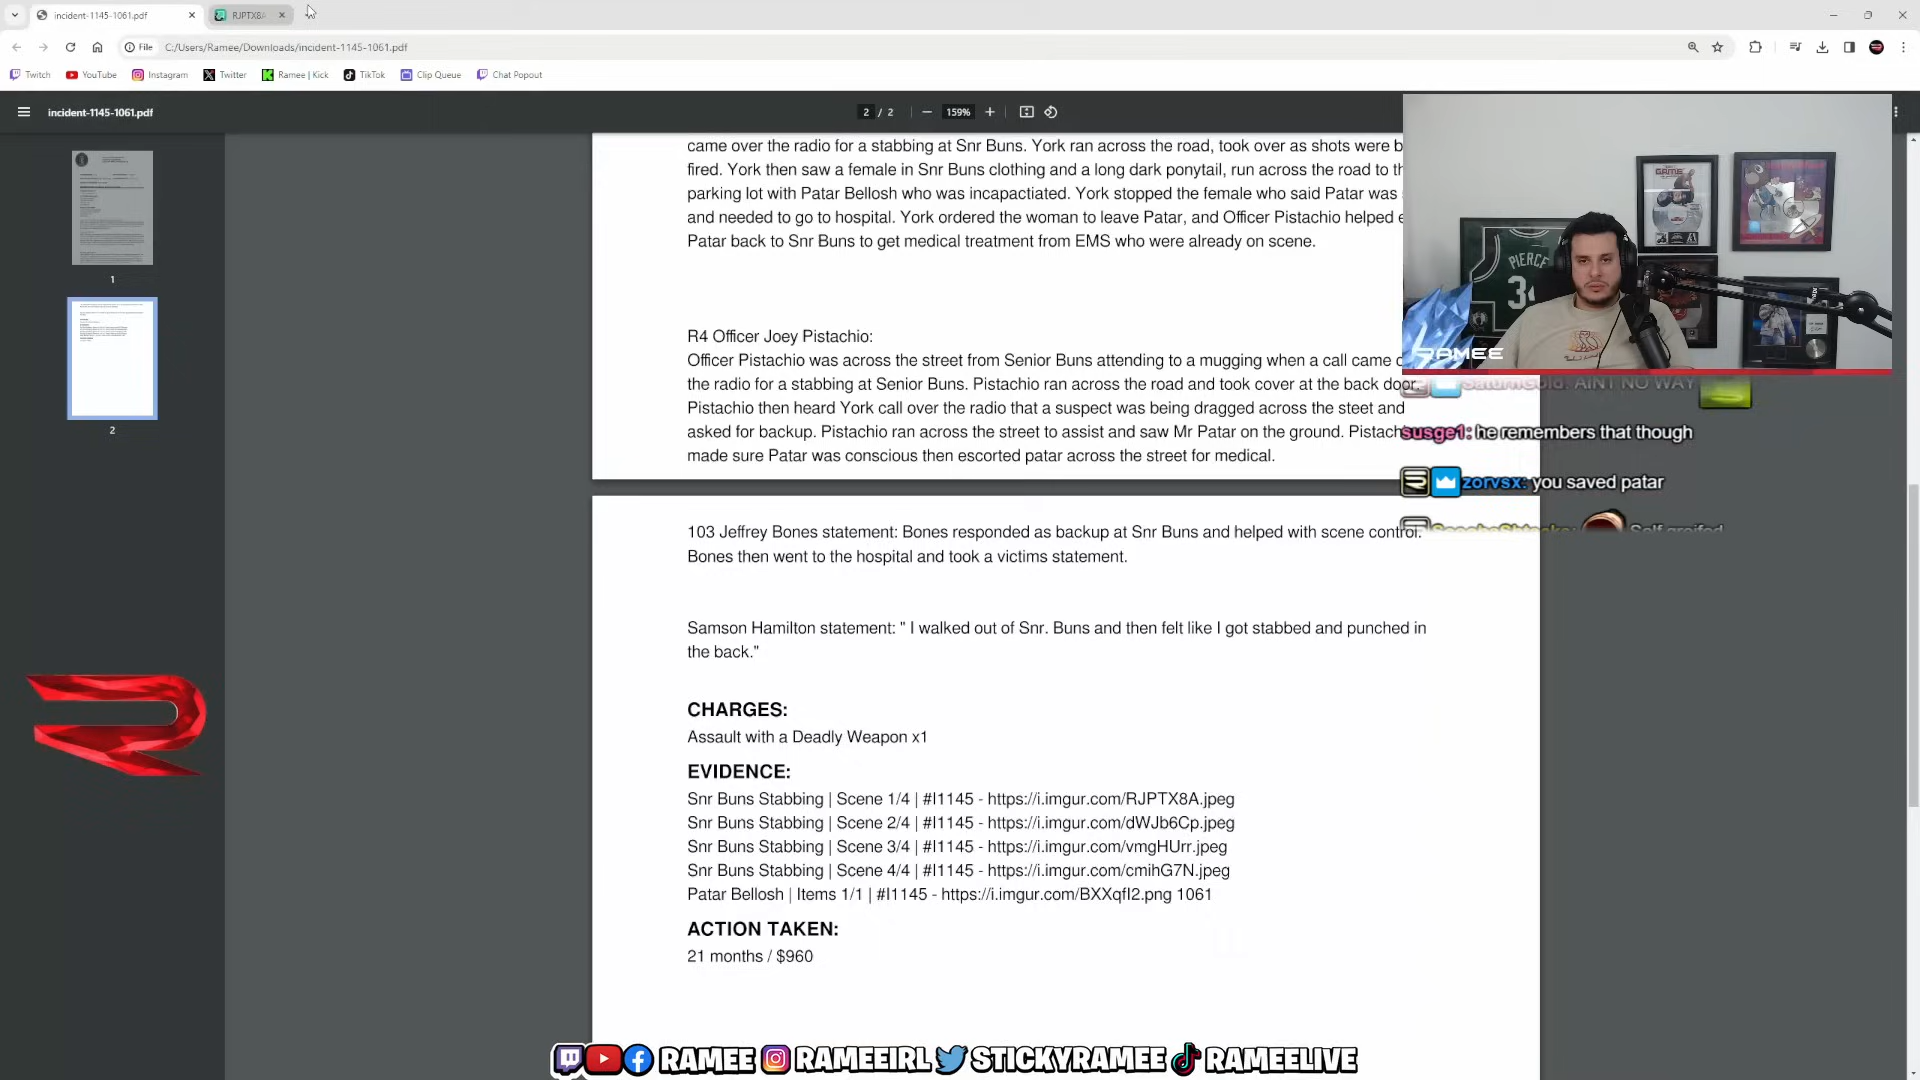 incident-1145-1061.pdf
RJPTX8A
File
C:/Users/Ramee/Downloads/incident-1145-1061.pdf
Twitch
YouTube
Instagram
Twitter
Ramee | Kick
TikTok
Clip Queue
Chat Popout
incident-1145-1061.pdf
2 / 2
159%
came over the radio for a stabbing at Snr Buns. York ran across the road, took over as shots were b
fired. York then saw a female in Snr Buns clothing and a long dark ponytail, run across the road to th
parking lot with Patar Bellosh who was incapactiated. York stopped the female who said Patar was
and needed to go to hospital. York ordered the woman to leave Patar, and Officer Pistachio helped e
Patar back to Snr Buns to get medical treatment from EMS who were already on scene.
R4 Officer Joey Pistachio:
Officer Pistachio was across the street from Senior Buns attending to a mugging when a call came o
the radio for a stabbing at Senior Buns. Pistachio ran across the road and took cover at the back door.
Pistachio then heard York call over the radio that a suspect was being dragged across the steet and
asked for backup. Pistachio ran across the street to assist and saw Mr Patar on the ground. Pistach
made sure Patar was conscious then escorted patar across the street for medical.
103 Jeffrey Bones statement: Bones responded as backup at Snr Buns and helped with scene control.
Bones then went to the hospital and took a victims statement.
Samson Hamilton statement: " I walked out of Snr. Buns and then felt like I got stabbed and punched in
the back."
CHARGES:
Assault with a Deadly Weapon x1
EVIDENCE:
Snr Buns Stabbing | Scene 1/4 | #I1145 - https://i.imgur.com/RJPTX8A.jpeg
Snr Buns Stabbing | Scene 2/4 | #I1145 - https://i.imgur.com/dWJb6Cp.jpeg
Snr Buns Stabbing | Scene 3/4 | #I1145 - https://i.imgur.com/vmgHUrr.jpeg
Snr Buns Stabbing | Scene 4/4 | #I1145 - https://i.imgur.com/cmihG7N.jpeg
Patar Bellosh | Items 1/1 | #I1145 - https://i.imgur.com/BXXqfI2.png 1061
ACTION TAKEN:
21 months / $960
1
2
GAME
PIERCE
34
RAMEE
SaturnGold: AINT NO WAY
susge1: he remembers that though
zorvsx: you saved patar
Self greifed
RAMEE
RAMEEIRL
STICKYRAMEE
RAMEELIVE